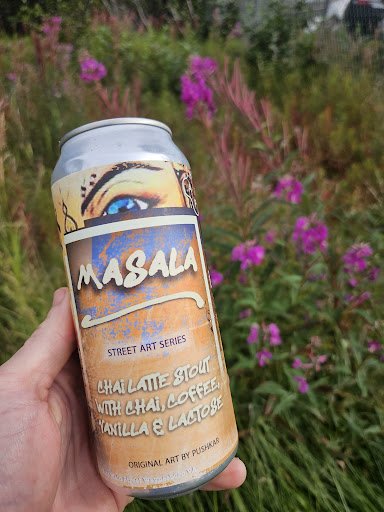 MASALA
STREET ART SERIES
CHAI LATTE STOUT
WITH CHAI, COFFEE,
VANILLA & LACTOSE
ORIGINAL ART BY PUSHKAR